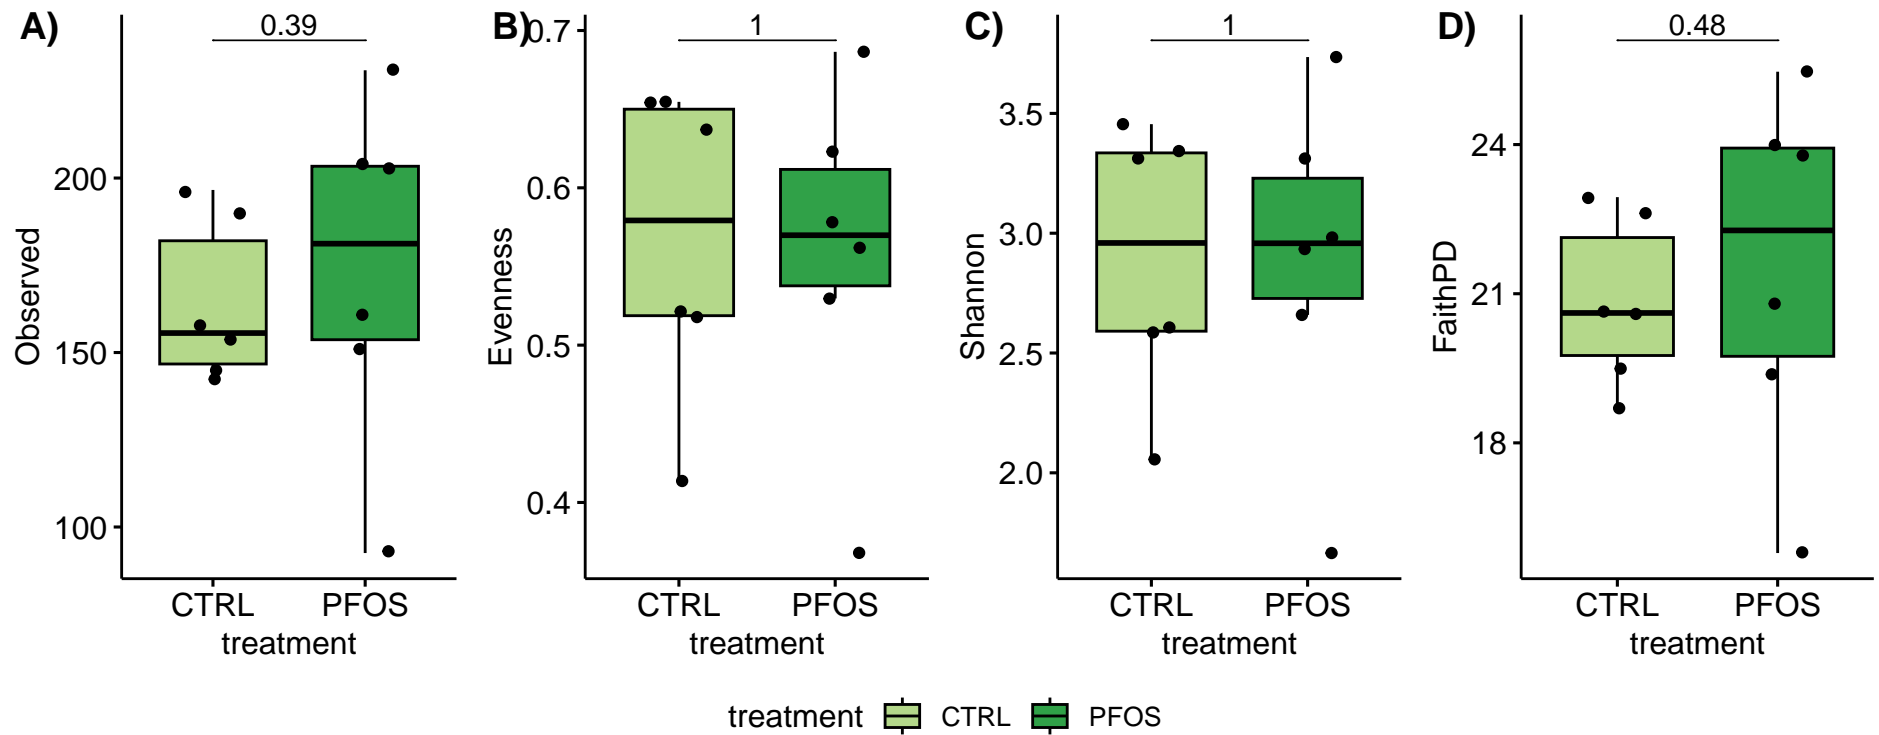 A)
0.39
Observed
200
150
100
CTRL PFOS
treatment
B)
1
Evenness
0.7
0.6
0.5
0.4
CTRL PFOS
treatment
C)
1
Shannon
3.5
3.0
2.5
2.0
CTRL PFOS
treatment
D)
0.48
FaithPD
24
21
18
CTRL PFOS
treatment
treatment CTRL PFOS